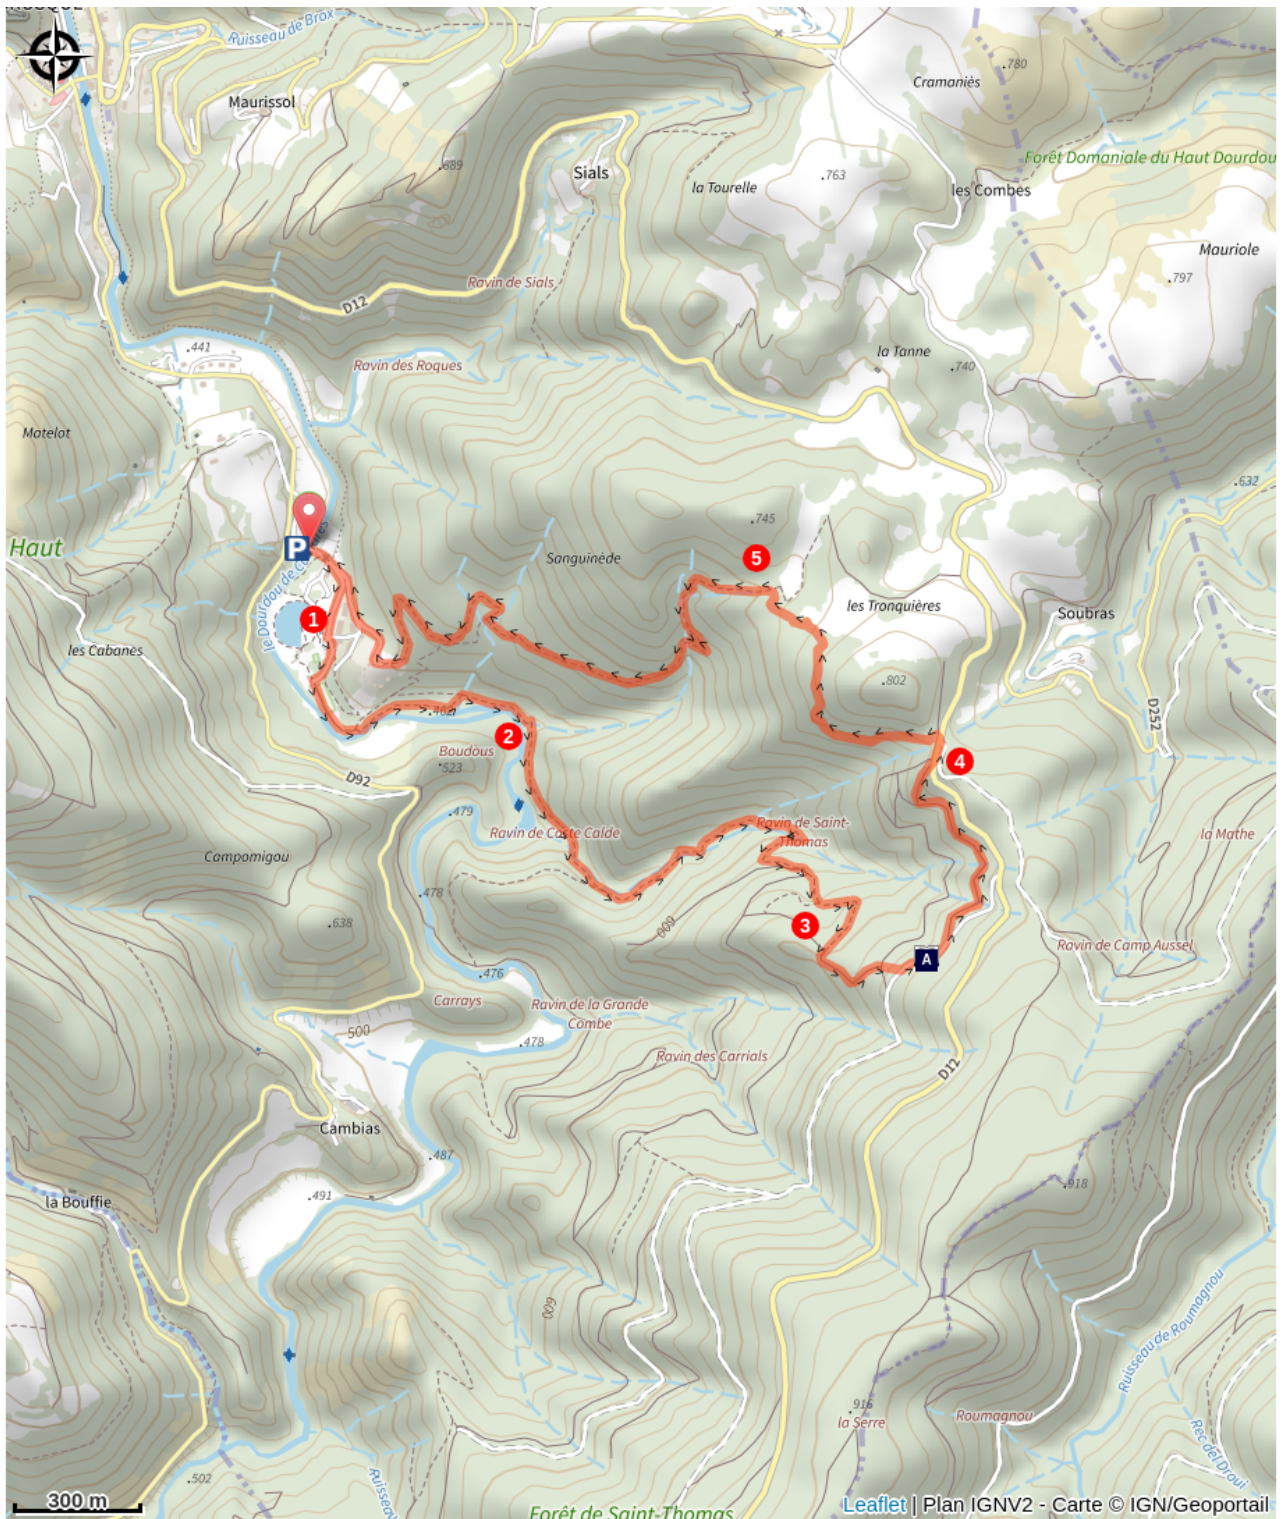 Ruisseau de Brox
Maurissol
.780
Cramaniès
Forêt Domaniale du Haut Dourdou
.689
Sials
la Tourelle
.763
les Combes
Mauriole
.797
Ravin de Sials
D12
.441
Ravin des Roques
la Tanne
.740
Matelot
.632
.745
P
Haut
Sanguinède
5
les Tronquières
Soubras
1
les Cabanes
.802
D252
2
Boudous
.523
4
D92
.479
Ravin de Coste Calde
Ravin de Saint-
Thomas
la Mathe
Campomigou
.478
.638
600
3
A
Ravin de Camp Aussel
.476
Carrays
Ravin de la Grande
Combe
500
.478
Ravin des Carrials
D12
Cambias
.487
.918
la Bouffie
.491
600
Ruisseau de Roumagnou
.916
la Serre
Roumagnou
Rec del Droui
.502
Ruisseau
300 m
Forêt de Saint-Thomas
Leaflet | Plan IGNV2 - Carte © IGN/Geoportail